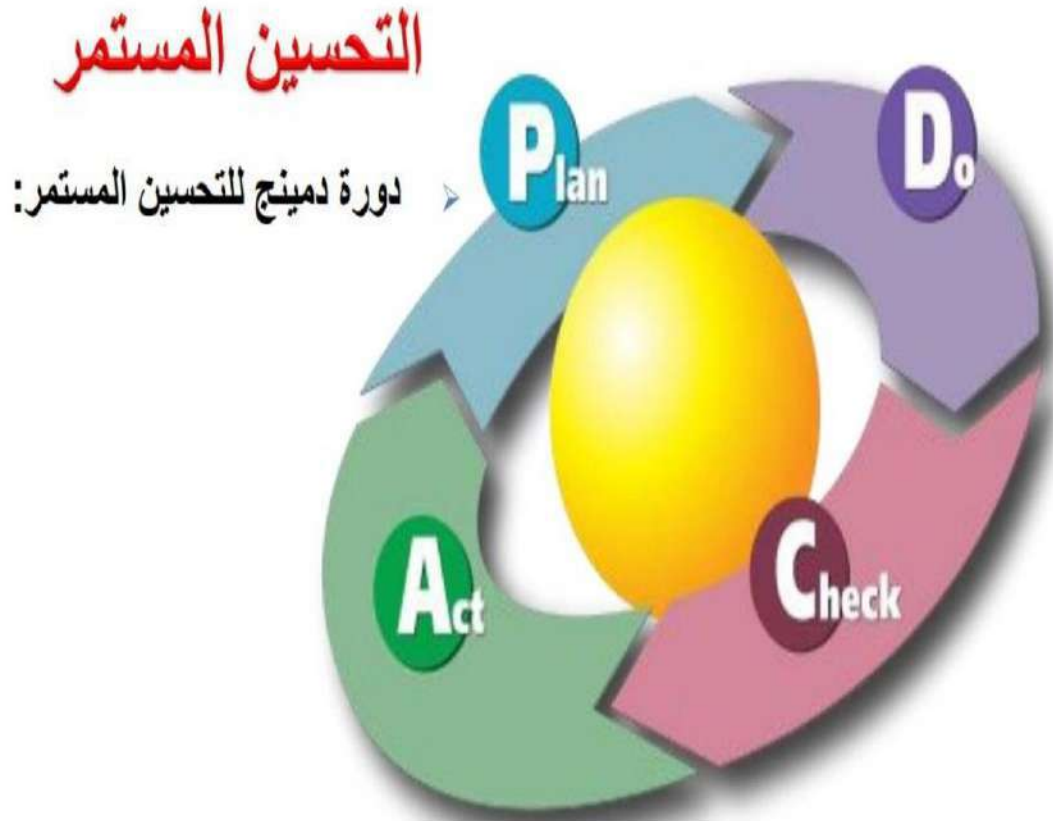 التحسين المستمر
دورة دمينج للتحسين المستمر:
Plan
Do
Check
Act